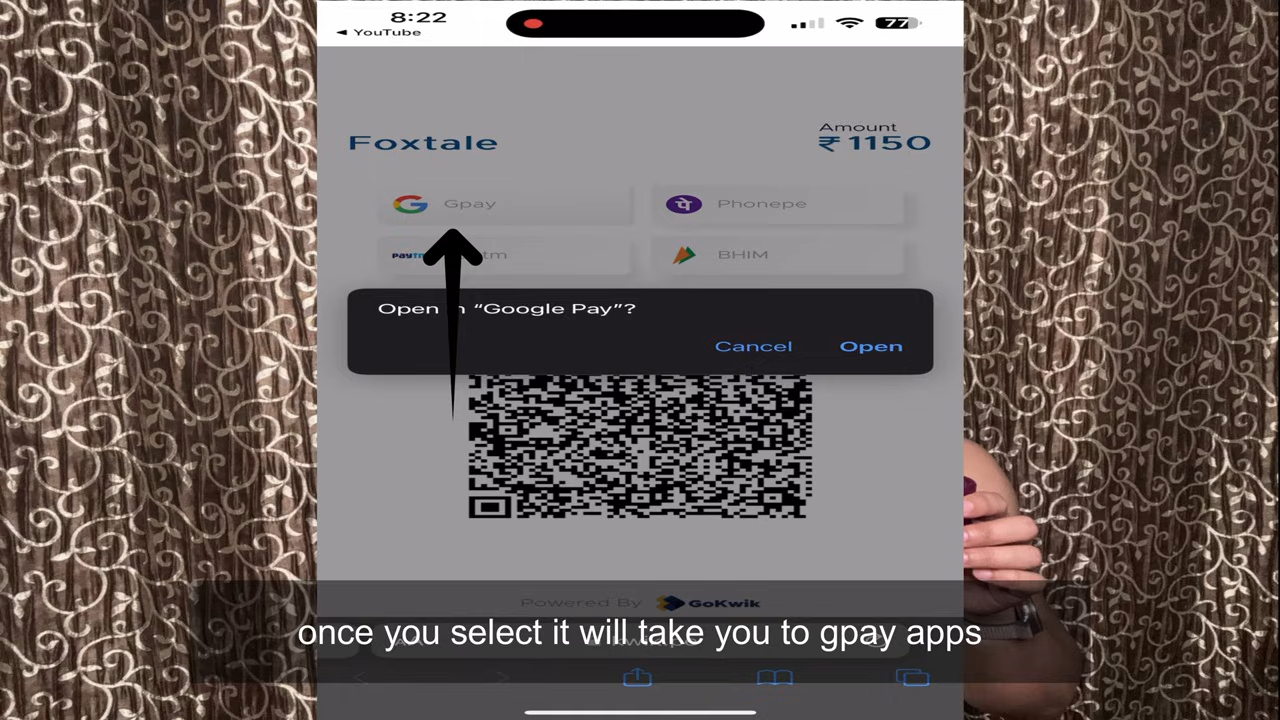 8:22
77
◄ YouTube
Amount
Foxtale
₹1150
Gpay
Phonepe
BHIM
Open in “Google Pay”?
Cancel
Open
Powered By GoKwik
once you select it will take you to gpay apps